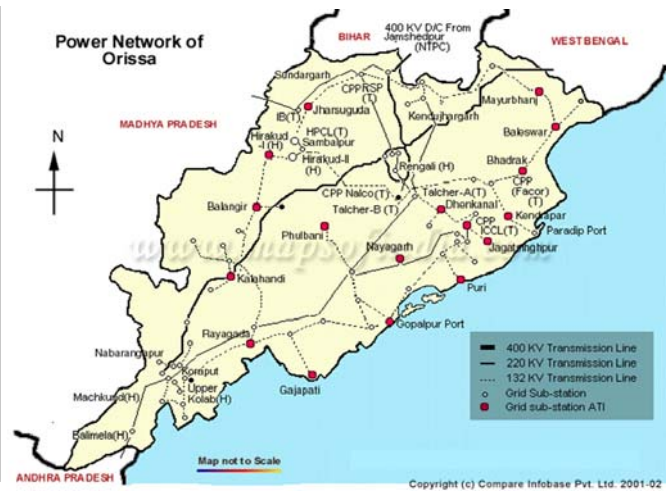 Power Network of
Orissa
BIHAR
400 KV D/C From
Jamshedpur
(NTPC)
WEST BENGAL
MADHYA PRADESH
N
Sundargarh
CPP RSP
(T)
IB(T)
Jharsuguda
Kendujhargarh
Mayurbhanj
Baleswar
HPCL(T)
Sambalpur
Hirakud
-I (H)
Hirakud-II
(H)
Rengali (H)
Bhadrak
CPP
(Facor)
(T)
CPP Nalco(T)
Talcher-A(T)
Dhenkanal
Talcher-B (T)
CPP
ICCL(T)
Kendrapar
Paradip Port
Jagatsinghpur
Balangir
Phulbani
Nayagarh
www.mapsofindia.com
Kalahandi
Puri
Gopalpur Port
Rayagada
Nabarangapur
Koraput
Upper
Kolab(H)
Machkund(H)
Balimela(H)
Gajapati
400 KV Transmission Line
220 KV Transmission Line
132 KV Transmission Line
Grid Sub-station
Grid sub-station ATI
Map not to Scale
ANDHRA PRADESH
Copyright (c) Compare Infobase Pvt. Ltd. 2001-02